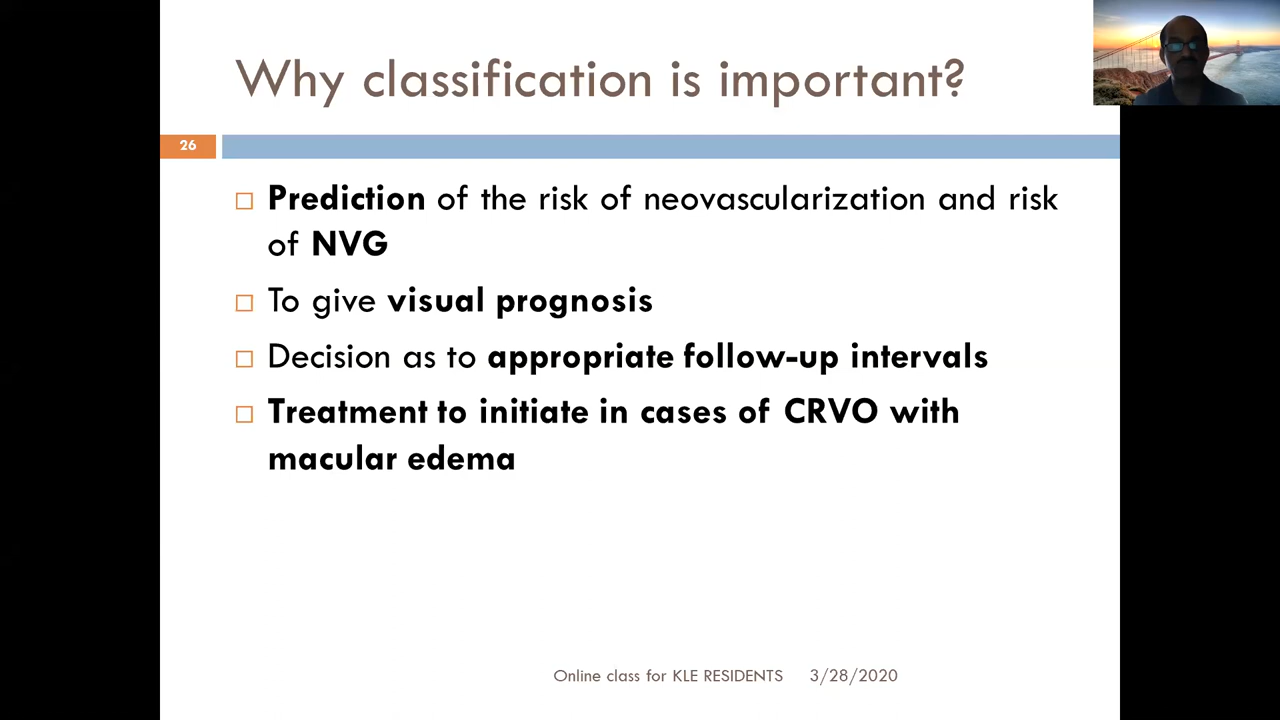 Why classification is important?
26
Prediction of the risk of neovascularization and risk
of NVG
To give visual prognosis
Decision as to appropriate follow-up intervals
Treatment to initiate in cases of CRVO with
macular edema
Online class for KLE RESIDENTS 3/28/2020